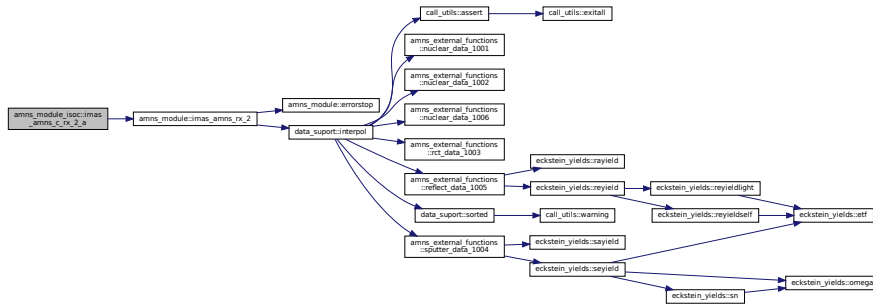 amns_module_isoc::imas
_amns_c_rx_2_a
amns_module::imas_amns_rx_2
amns_module::errorstop
data_suport::interpol
call_utils::assert
call_utils::exitall
amns_external_functions
::nuclear_data_1001
amns_external_functions
::nuclear_data_1002
amns_external_functions
::nuclear_data_1006
amns_external_functions
::rct_data_1003
amns_external_functions
::reflect_data_1005
eckstein_yields::rayield
eckstein_yields::reyield
eckstein_yields::reyieldlight
eckstein_yields::reyieldself
eckstein_yields::etf
data_suport::sorted
call_utils::warning
amns_external_functions
::sputter_data_1004
eckstein_yields::sayield
eckstein_yields::seyield
eckstein_yields::sn
eckstein_yields::omega